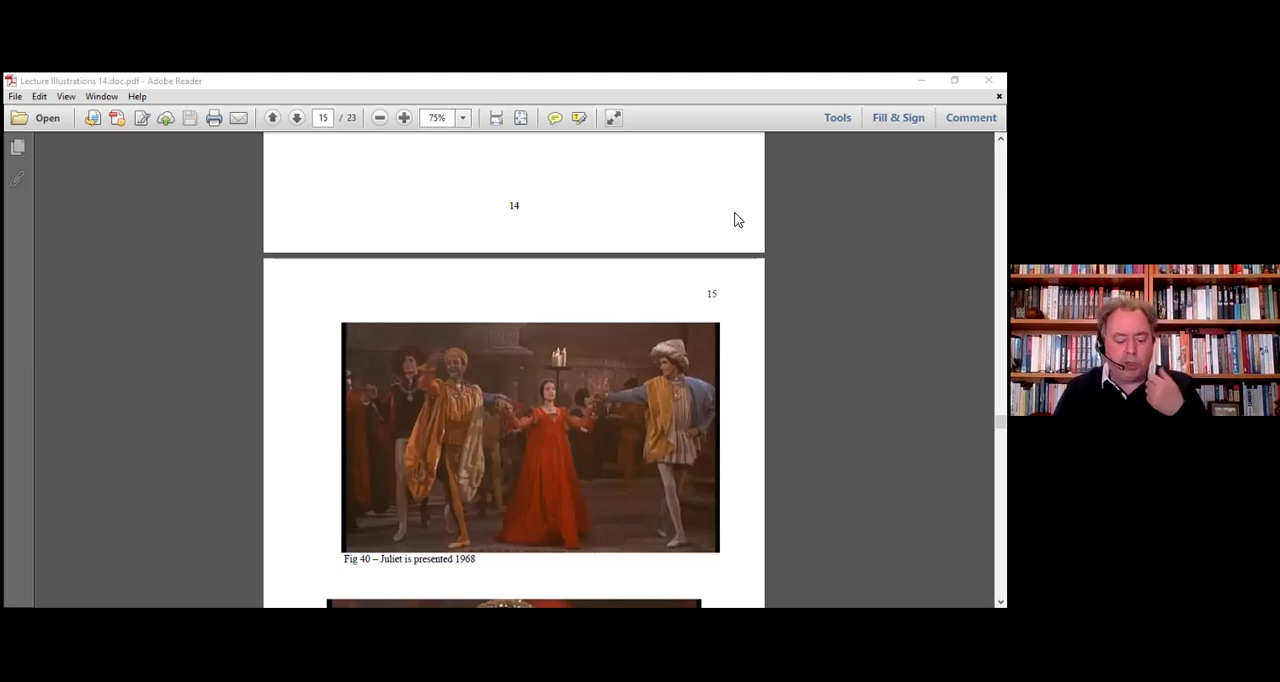 Lecture Illustrations 14.doc.pdf - Adobe Reader
File Edit View Window Help
Open 15 / 23 75% Tools Fill & Sign Comment
14
15
Fig 40 – Juliet is presented 1968